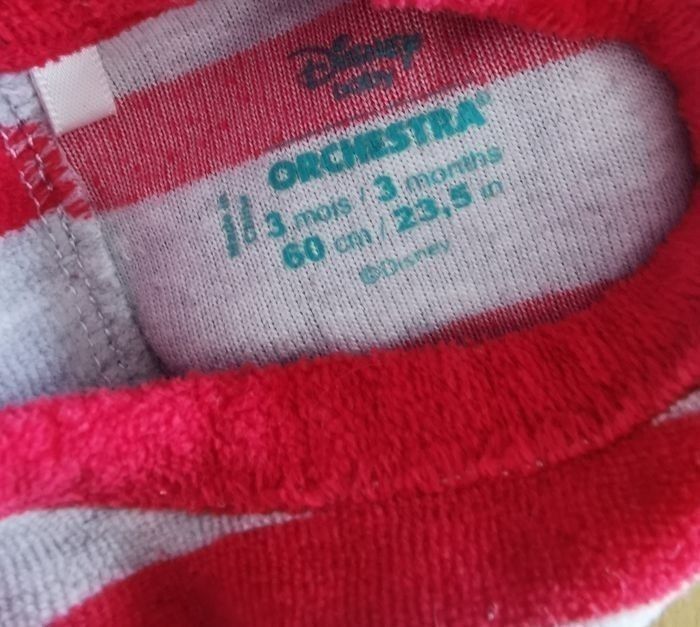 Disney
baby
ORCHESTRA®
3 mois / 3 months
60 cm / 23,5 in
©Disney